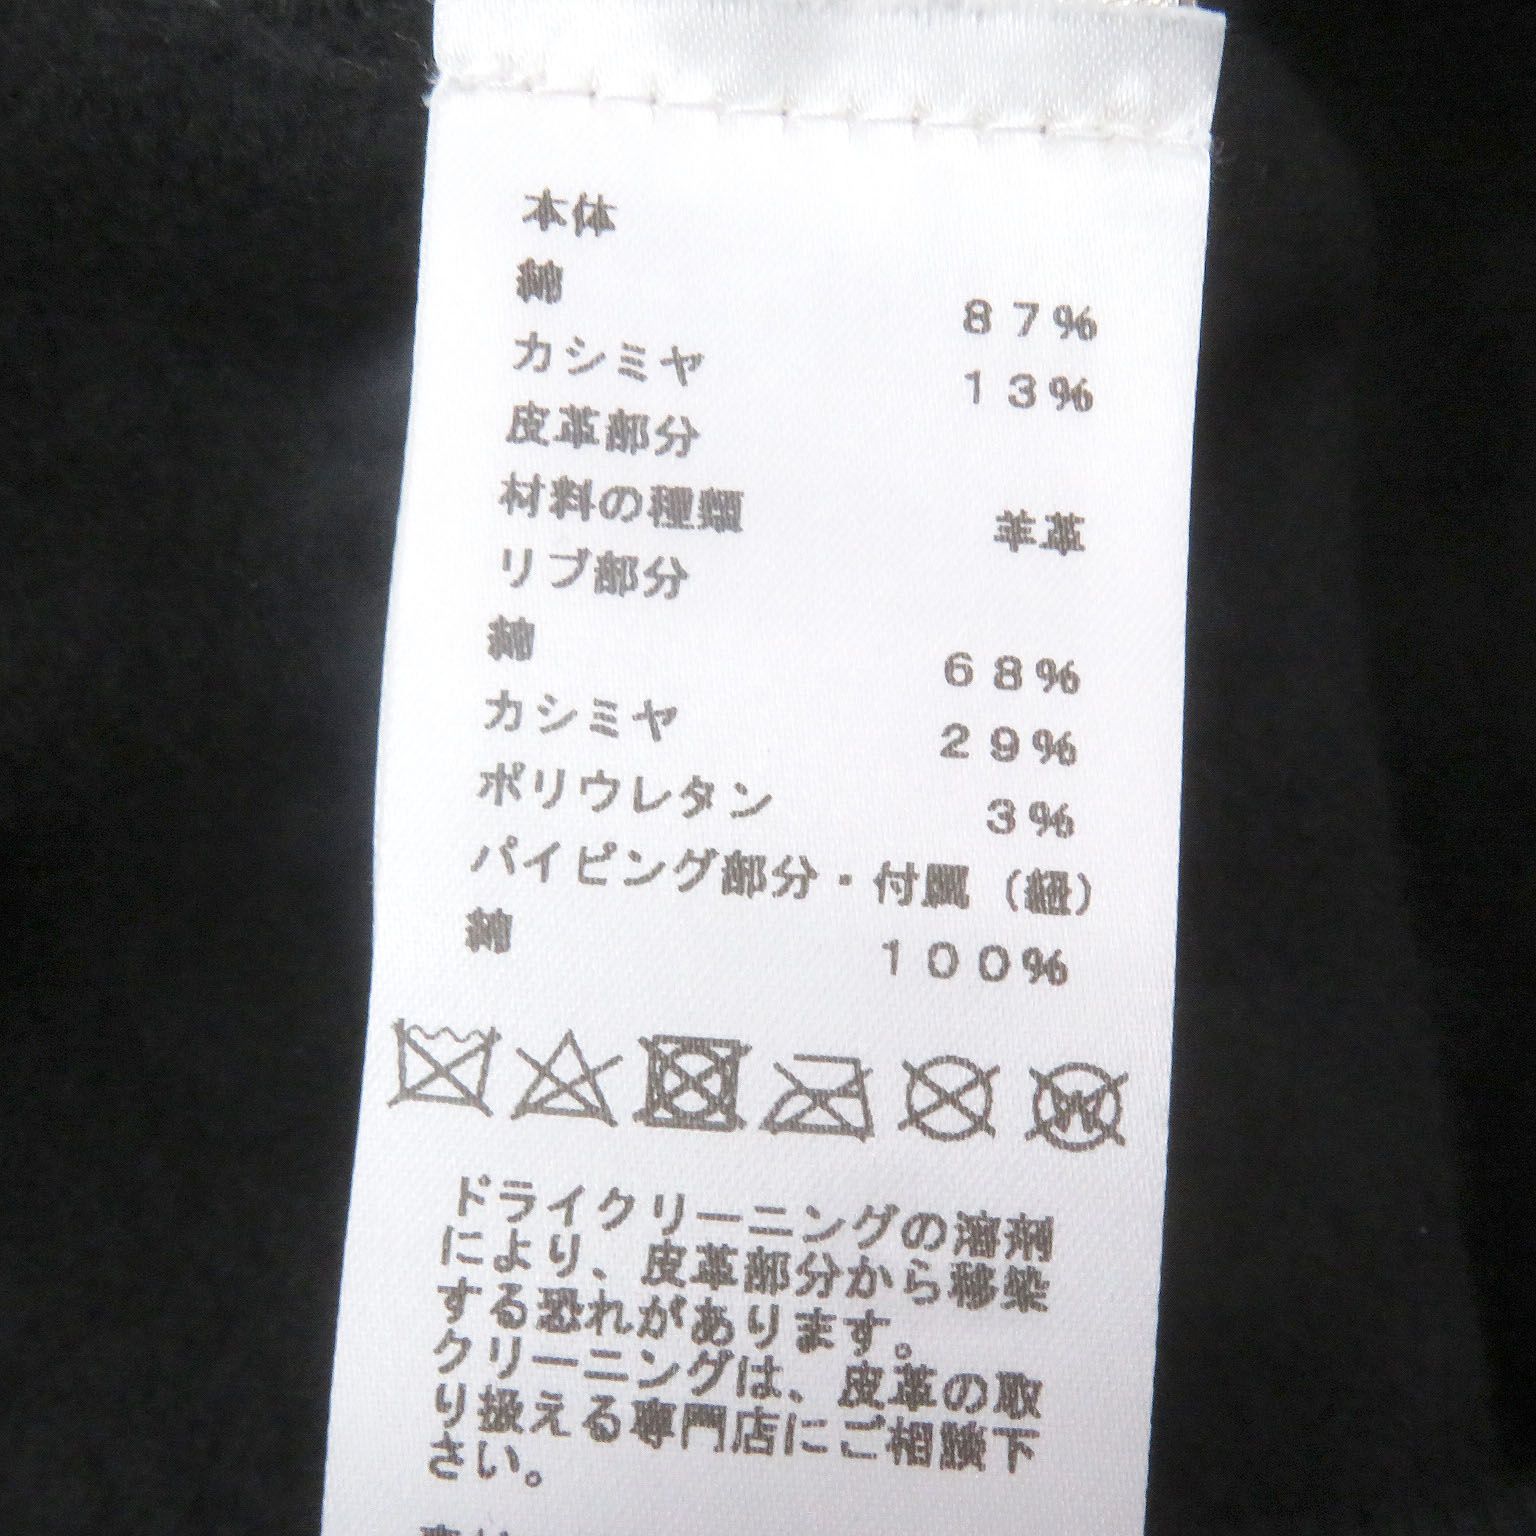 本体
綿 87%
カシミヤ 13%
皮革部分
材料の種類 羊革
リブ部分
綿 68%
カシミヤ 29%
ポリウレタン 3%
パイピング部分・付属（紐）
綿 100%
W
ドライクリーニングの溶剤
により、皮革部分から移染
する恐れがあります。
クリーニングは、皮革の取
り扱える専門店にご相談下
さい。